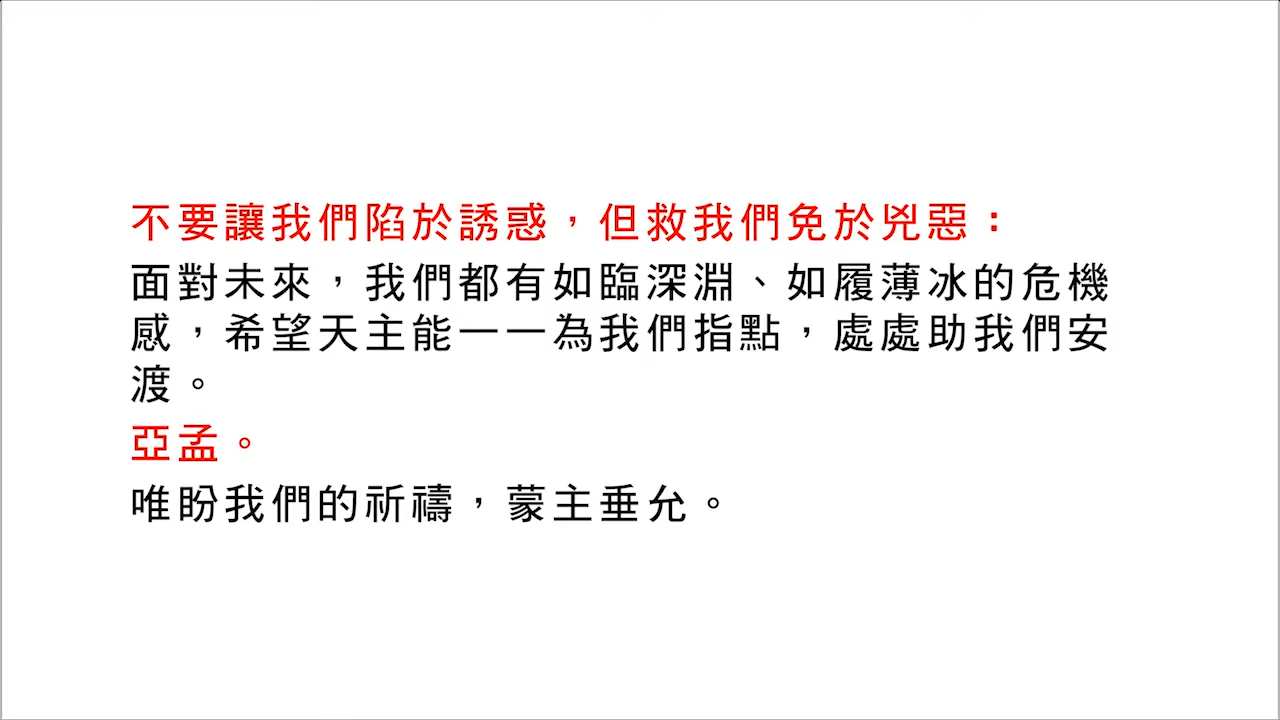 不要讓我們陷於誘惑，但救我們免於兇惡：
面對未來，我們都有如臨深淵、如履薄冰的危機
感，希望天主能一一為我們指點，處處助我們安
渡。
亞孟。
唯盼我們的祈禱，蒙主垂允。